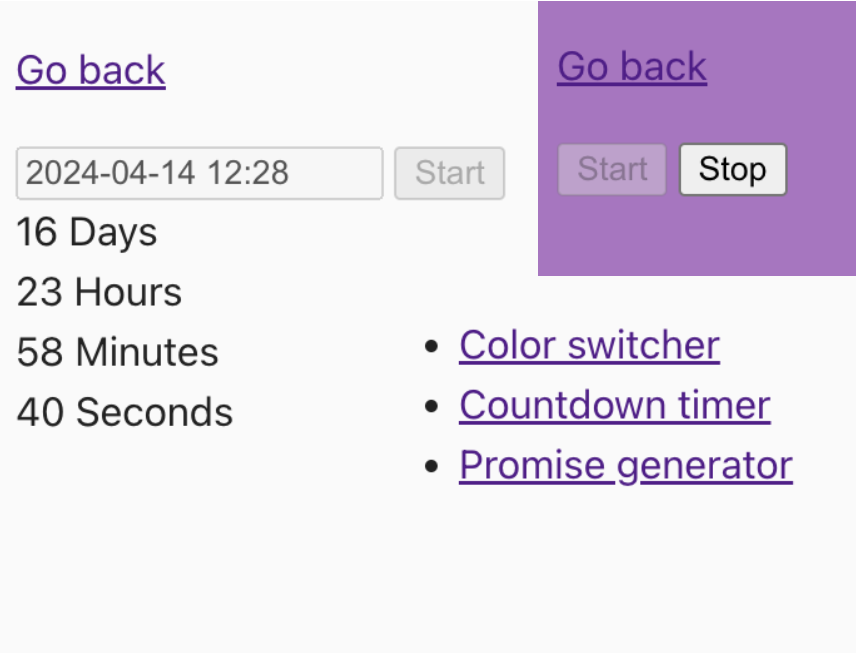 Go back
2024-04-14 12:28 Start
16 Days
23 Hours
58 Minutes
40 Seconds
Go back
Start Stop
Color switcher
Countdown timer
Promise generator